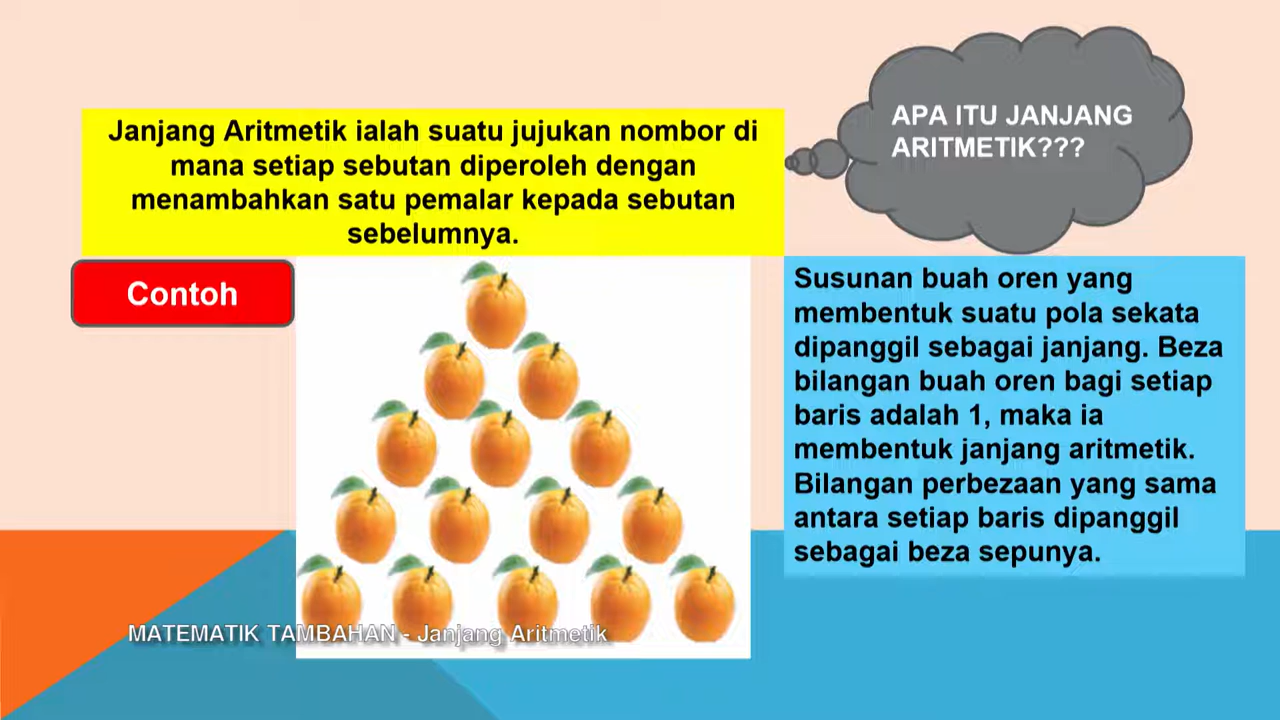 APA ITU JANJANG
ARITMETIK???
Janjang Aritmetik ialah suatu jujukan nombor di
mana setiap sebutan diperoleh dengan
menambahkan satu pemalar kepada sebutan
sebelumnya.
Contoh
Susunan buah oren yang
membentuk suatu pola sekata
dipanggil sebagai janjang. Beza
bilangan buah oren bagi setiap
baris adalah 1, maka ia
membentuk janjang aritmetik.
Bilangan perbezaan yang sama
antara setiap baris dipanggil
sebagai beza sepunya.
MATEMATIK TAMBAHAN - Janjang Aritmetik